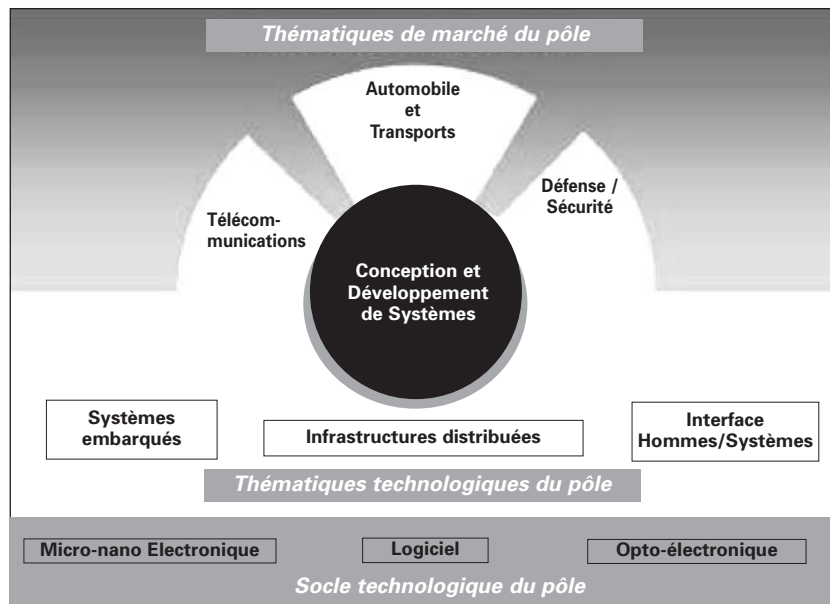 Thématiques de marché du pôle
Automobile
et
Transports
Télécom-
munications
Défense /
Sécurité
Conception et
Développement
de Systèmes
Systèmes
embarqués
Infrastructures distribuées
Interface
Hommes/Systèmes
Thématiques technologiques du pôle
Micro-nano Electronique
Logiciel
Opto-électronique
Socle technologique du pôle